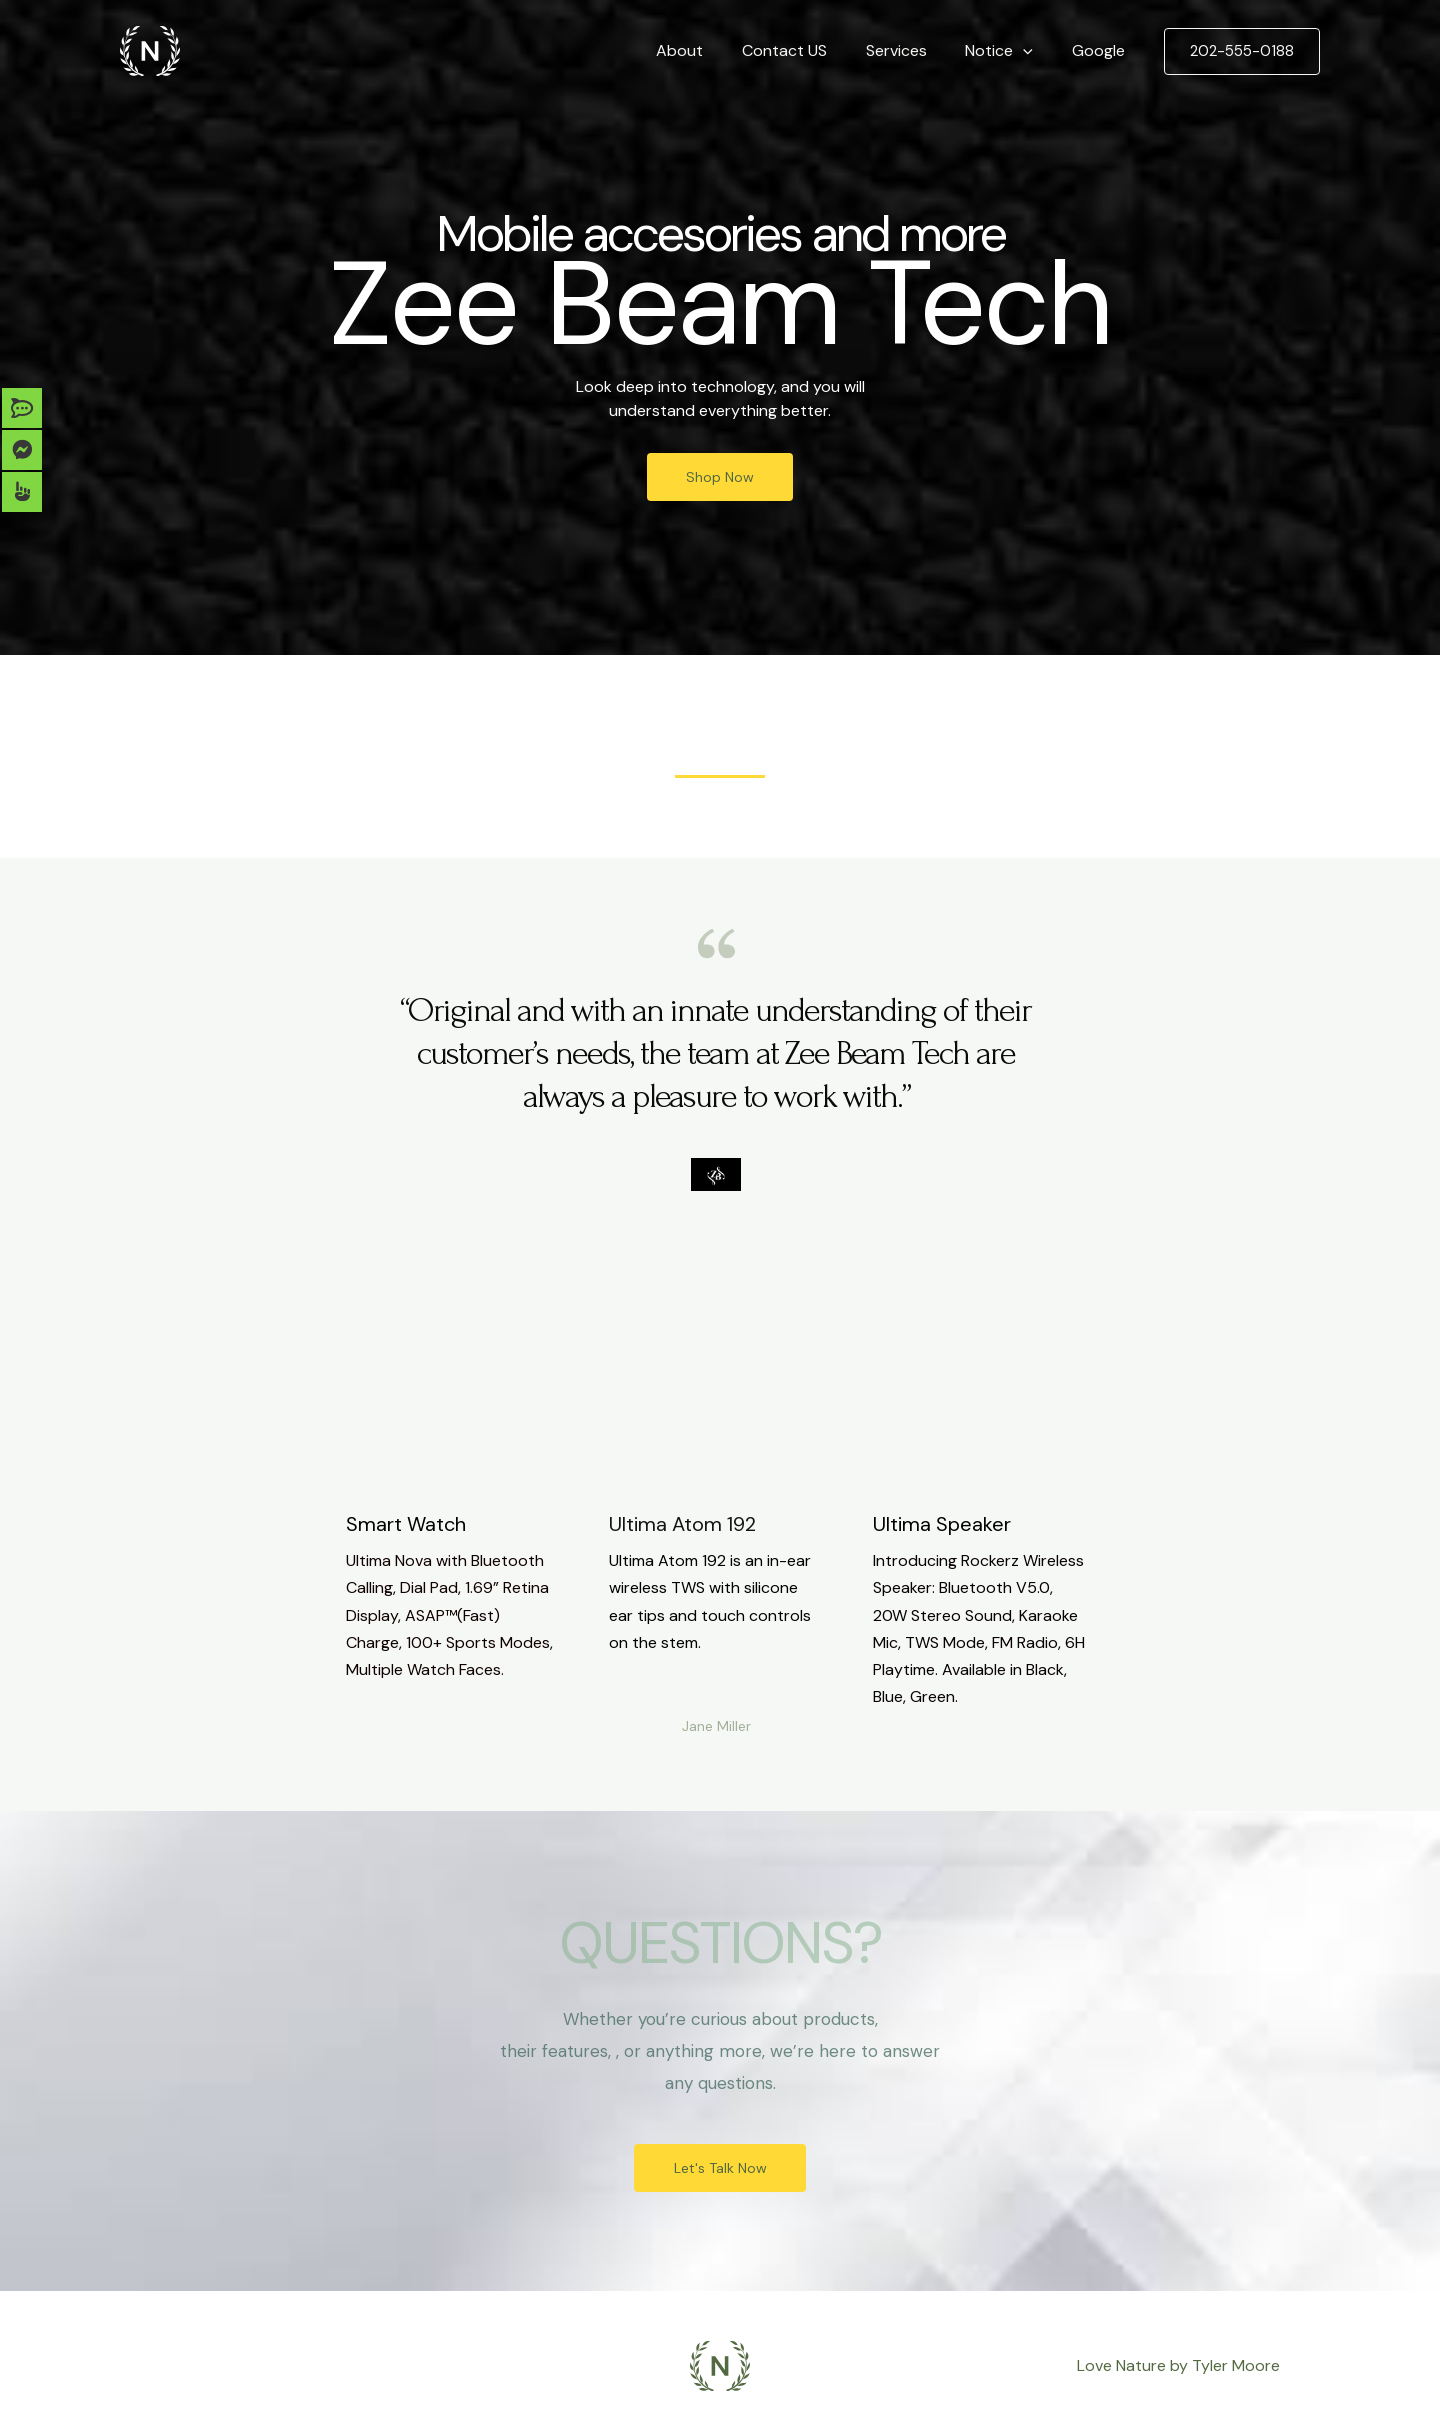 N
About Contact US Services Notice Google 202-555-0188
Mobile accesories and more
Zee Beam Tech
Look deep into technology, and you will
understand everything better.
Shop Now
“Original and with an innate understanding of their
customer’s needs, the team at Zee Beam Tech are
always a pleasure to work with.”
Smart Watch
Ultima Nova with Bluetooth
Calling, Dial Pad, 1.69” Retina
Display, ASAP™(Fast)
Charge, 100+ Sports Modes,
Multiple Watch Faces.
Ultima Atom 192
Ultima Atom 192 is an in-ear
wireless TWS with silicone
ear tips and touch controls
on the stem.
Ultima Speaker
Introducing Rockerz Wireless
Speaker: Bluetooth V5.0,
20W Stereo Sound, Karaoke
Mic, TWS Mode, FM Radio, 6H
Playtime. Available in Black,
Blue, Green.
Jane Miller
QUESTIONS?
Whether you’re curious about products,
their features, , or anything more, we’re here to answer
any questions.
Let's Talk Now
N
Love Nature by Tyler Moore